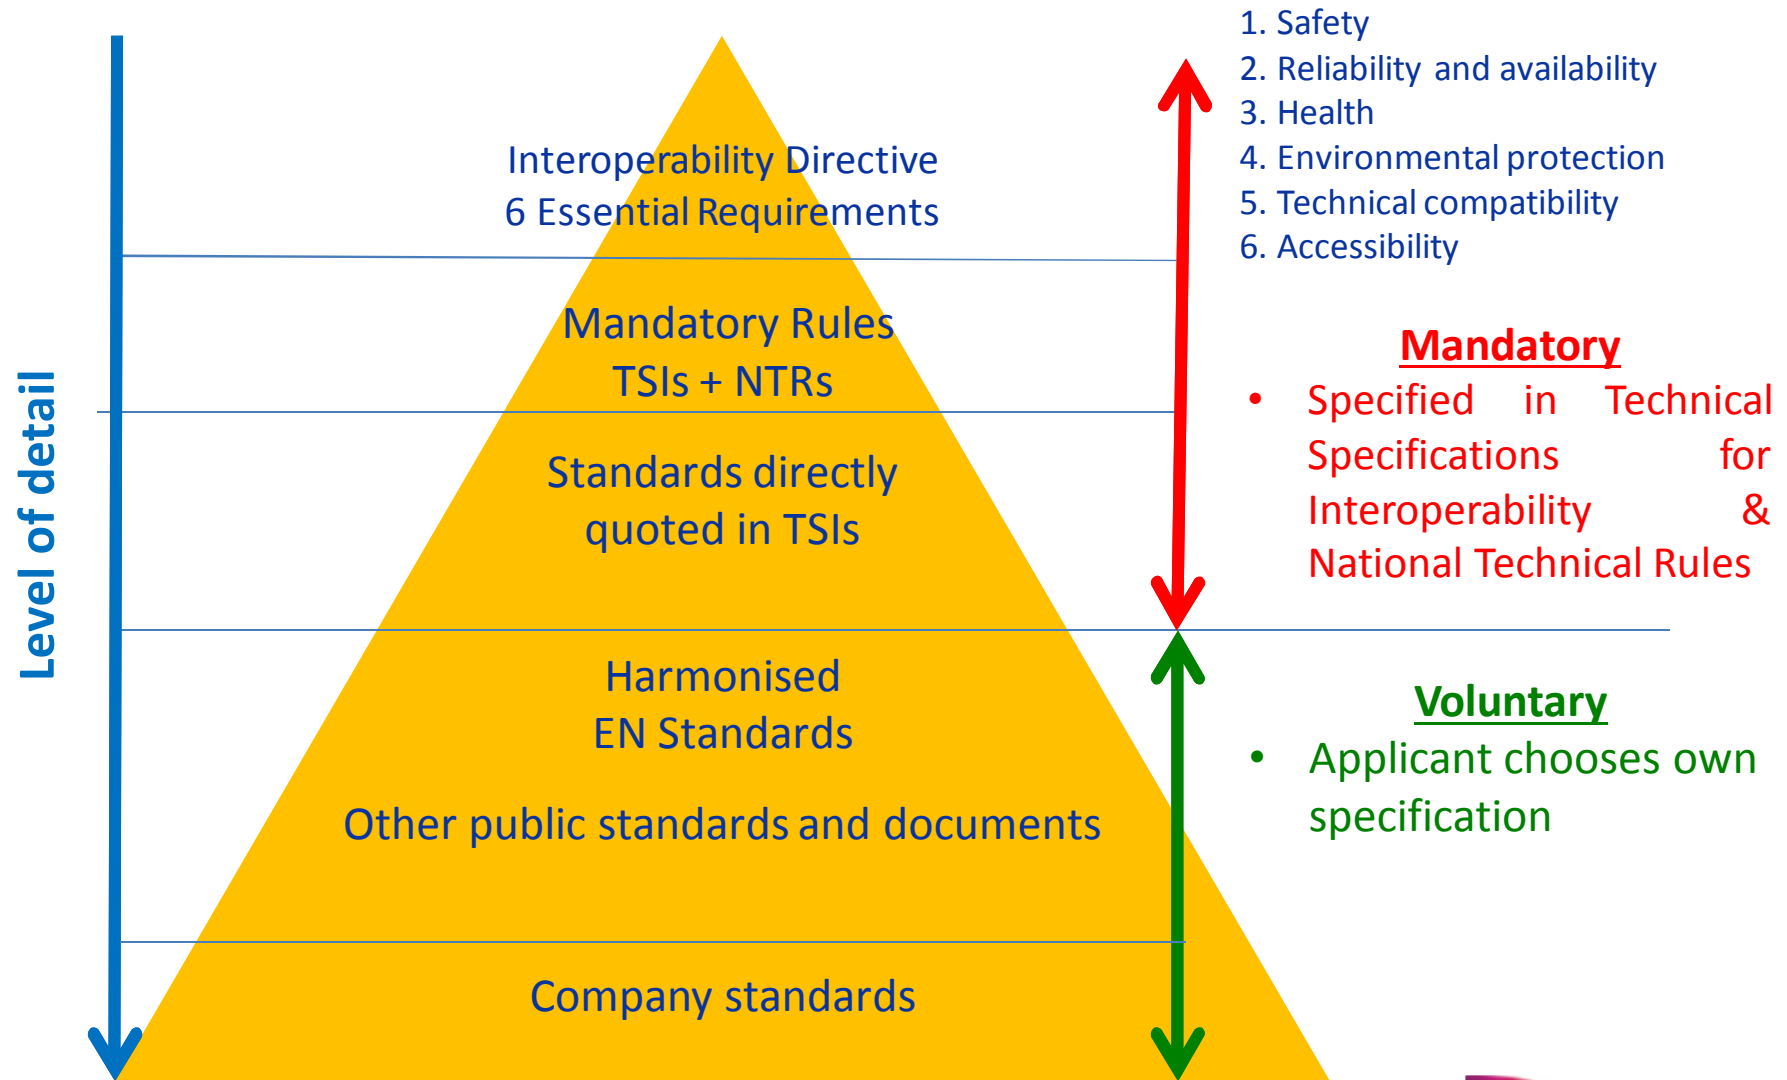 Level of detail
Interoperability Directive
6 Essential Requirements
Mandatory Rules
TSIs + NTRs
Standards directly
quoted in TSIs
Harmonised
EN Standards
Other public standards and documents
Company standards
1. Safety
2. Reliability and availability
3. Health
4. Environmental protection
5. Technical compatibility
6. Accessibility
Mandatory
• Specified in Technical
Specifications for
Interoperability &
National Technical Rules
Voluntary
• Applicant chooses own
specification